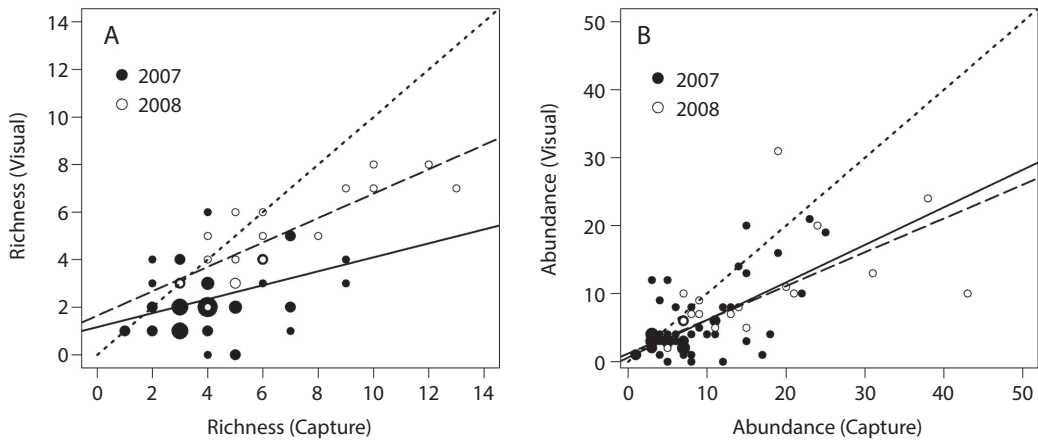 A
2007
2008
14
12
10
8
6
4
2
0
Richness (Visual)
0 2 4 6 8 10 12 14
Richness (Capture)
B
2007
2008
50
40
30
20
10
0
Abundance (Visual)
0 10 20 30 40 50
Abundance (Capture)